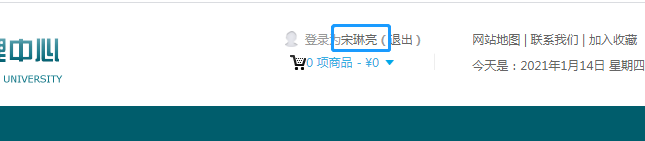 登录为宋琳亮 ( 退出 )
网站地图 | 联系我们 | 加入收藏
理中心
UNIVERSITY
0 项商品 - ¥0
今天是：2021年1月14日 星期四